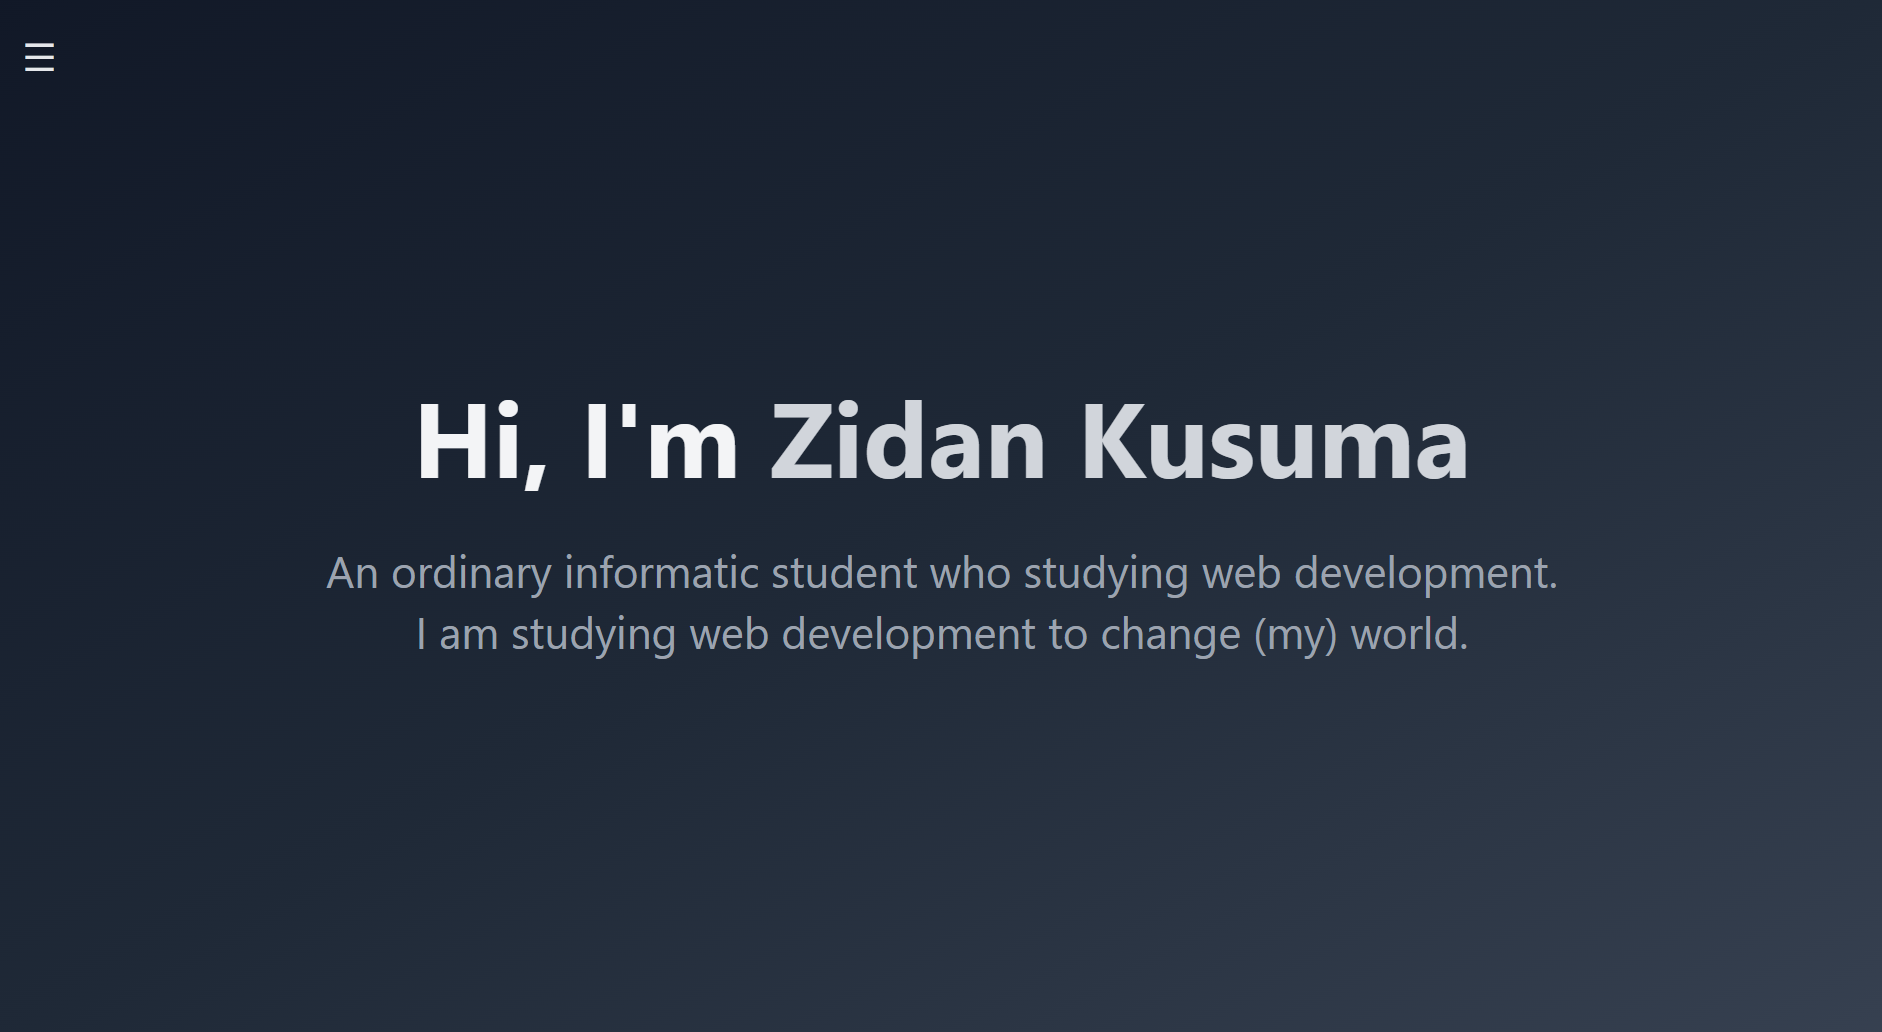 Hi, I'm Zidan Kusuma
An ordinary informatic student who studying web development.
I am studying web development to change (my) world.